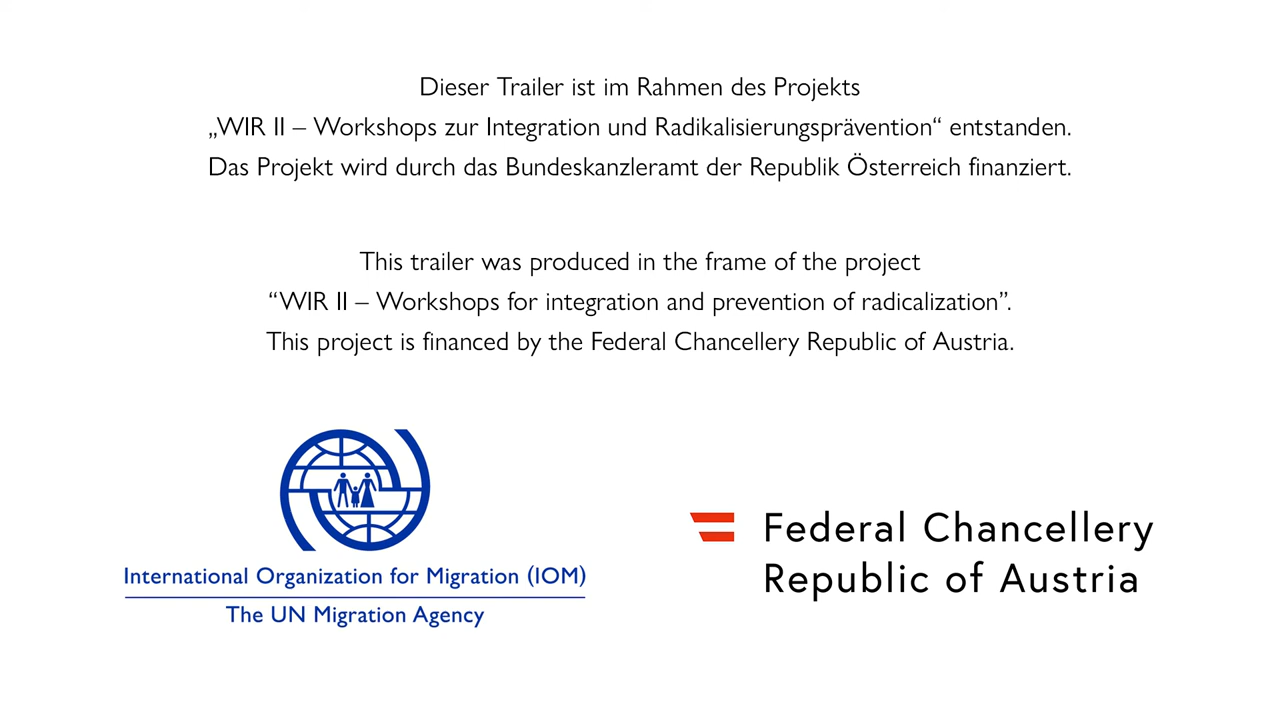 Dieser Trailer ist im Rahmen des Projekts
„WIR II – Workshops zur Integration und Radikalisierungsprävention“ entstanden.
Das Projekt wird durch das Bundeskanzleramt der Republik Österreich finanziert.
This trailer was produced in the frame of the project
“WIR II – Workshops for integration and prevention of radicalization”.
This project is financed by the Federal Chancellery Republic of Austria.
International Organization for Migration (IOM)
The UN Migration Agency
Federal Chancellery
Republic of Austria